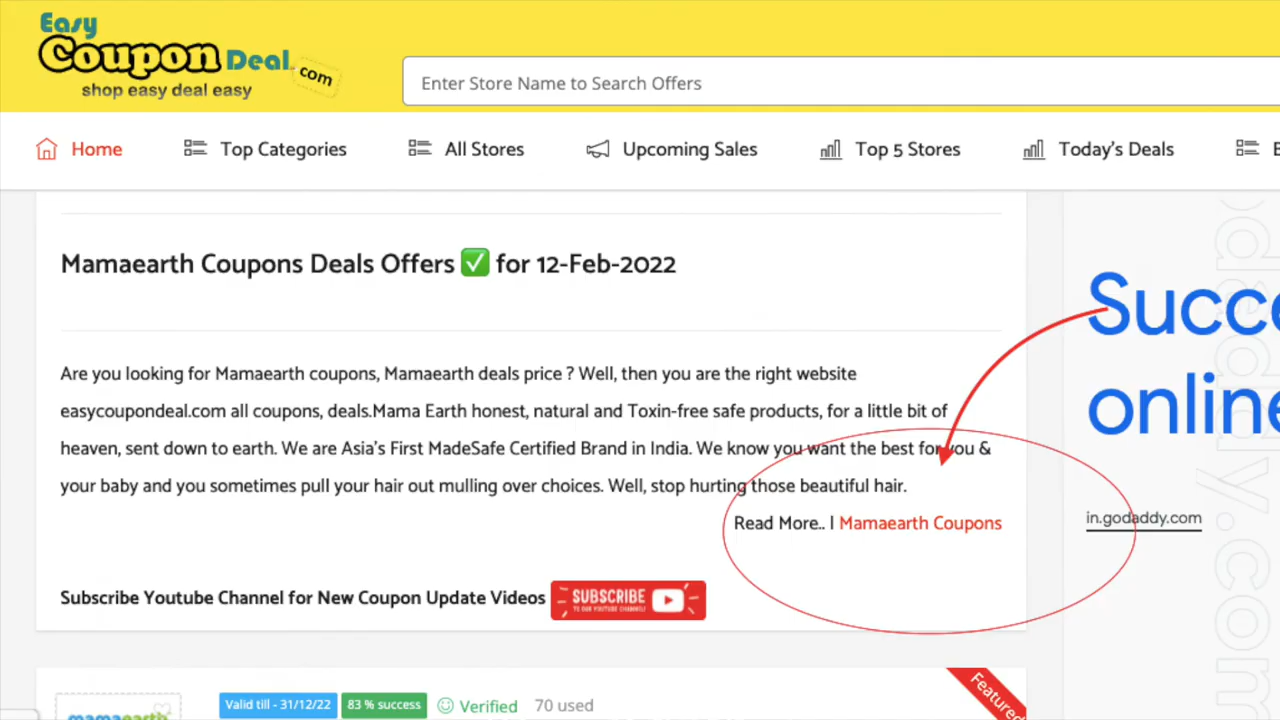 Easy
Coupon Deal .com
shop easy deal easy
Enter Store Name to Search Offers
Home Top Categories All Stores Upcoming Sales Top 5 Stores Today's Deals
Mamaearth Coupons Deals Offers ✅ for 12-Feb-2022
Are you looking for Mamaearth coupons, Mamaearth deals price ? Well, then you are the right website
easycoupondeal.com all coupons, deals.Mama Earth honest, natural and Toxin-free safe products, for a little bit of
heaven, sent down to earth. We are Asia's First MadeSafe Certified Brand in India. We know you want the best for you &
your baby and you sometimes pull your hair out mulling over choices. Well, stop hurting those beautiful hair.
Read More.. | Mamaearth Coupons
Subscribe Youtube Channel for New Coupon Update Videos SUBSCRIBE
TO OUR YOUTUBE CHANNEL
Succe
online
in.godaddy.com
odaddy.com
Valid till - 31/12/22 83 % success Verified 70 used
Featured
mamaearth